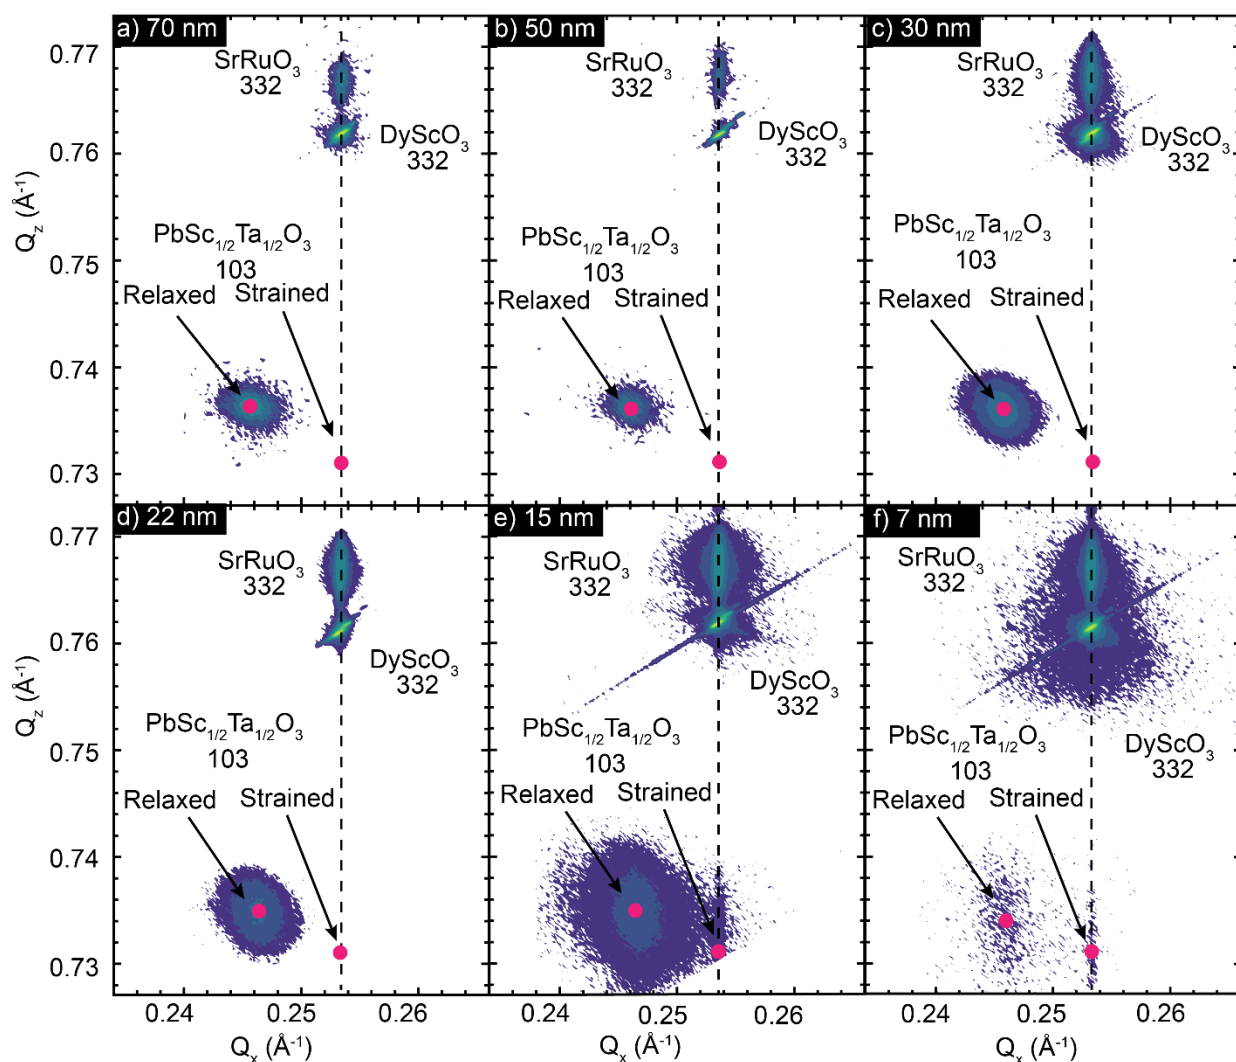 a) 70 nm
SrRuO3
332
DyScO3
332
PbSc1/2Ta1/2O3
103
Relaxed Strained
b) 50 nm
SrRuO3
332
DyScO3
332
PbSc1/2Ta1/2O3
103
Relaxed Strained
c) 30 nm
SrRuO3
332
DyScO3
332
PbSc1/2Ta1/2O3
103
Relaxed Strained
0.77
0.76
0.75
0.74
0.73
Qz (Å-1)
d) 22 nm
SrRuO3
332
DyScO3
332
PbSc1/2Ta1/2O3
103
Relaxed Strained
e) 15 nm
SrRuO3
332
DyScO3
332
PbSc1/2Ta1/2O3
103
Relaxed Strained
f) 7 nm
SrRuO3
332
DyScO3
332
PbSc1/2Ta1/2O3
103
Relaxed Strained
0.77
0.76
0.75
0.74
0.73
Qz (Å-1)
0.24 0.25 0.26
0.24 0.25 0.26
0.24 0.25 0.26
Qx (Å-1)
Qx (Å-1)
Qx (Å-1)